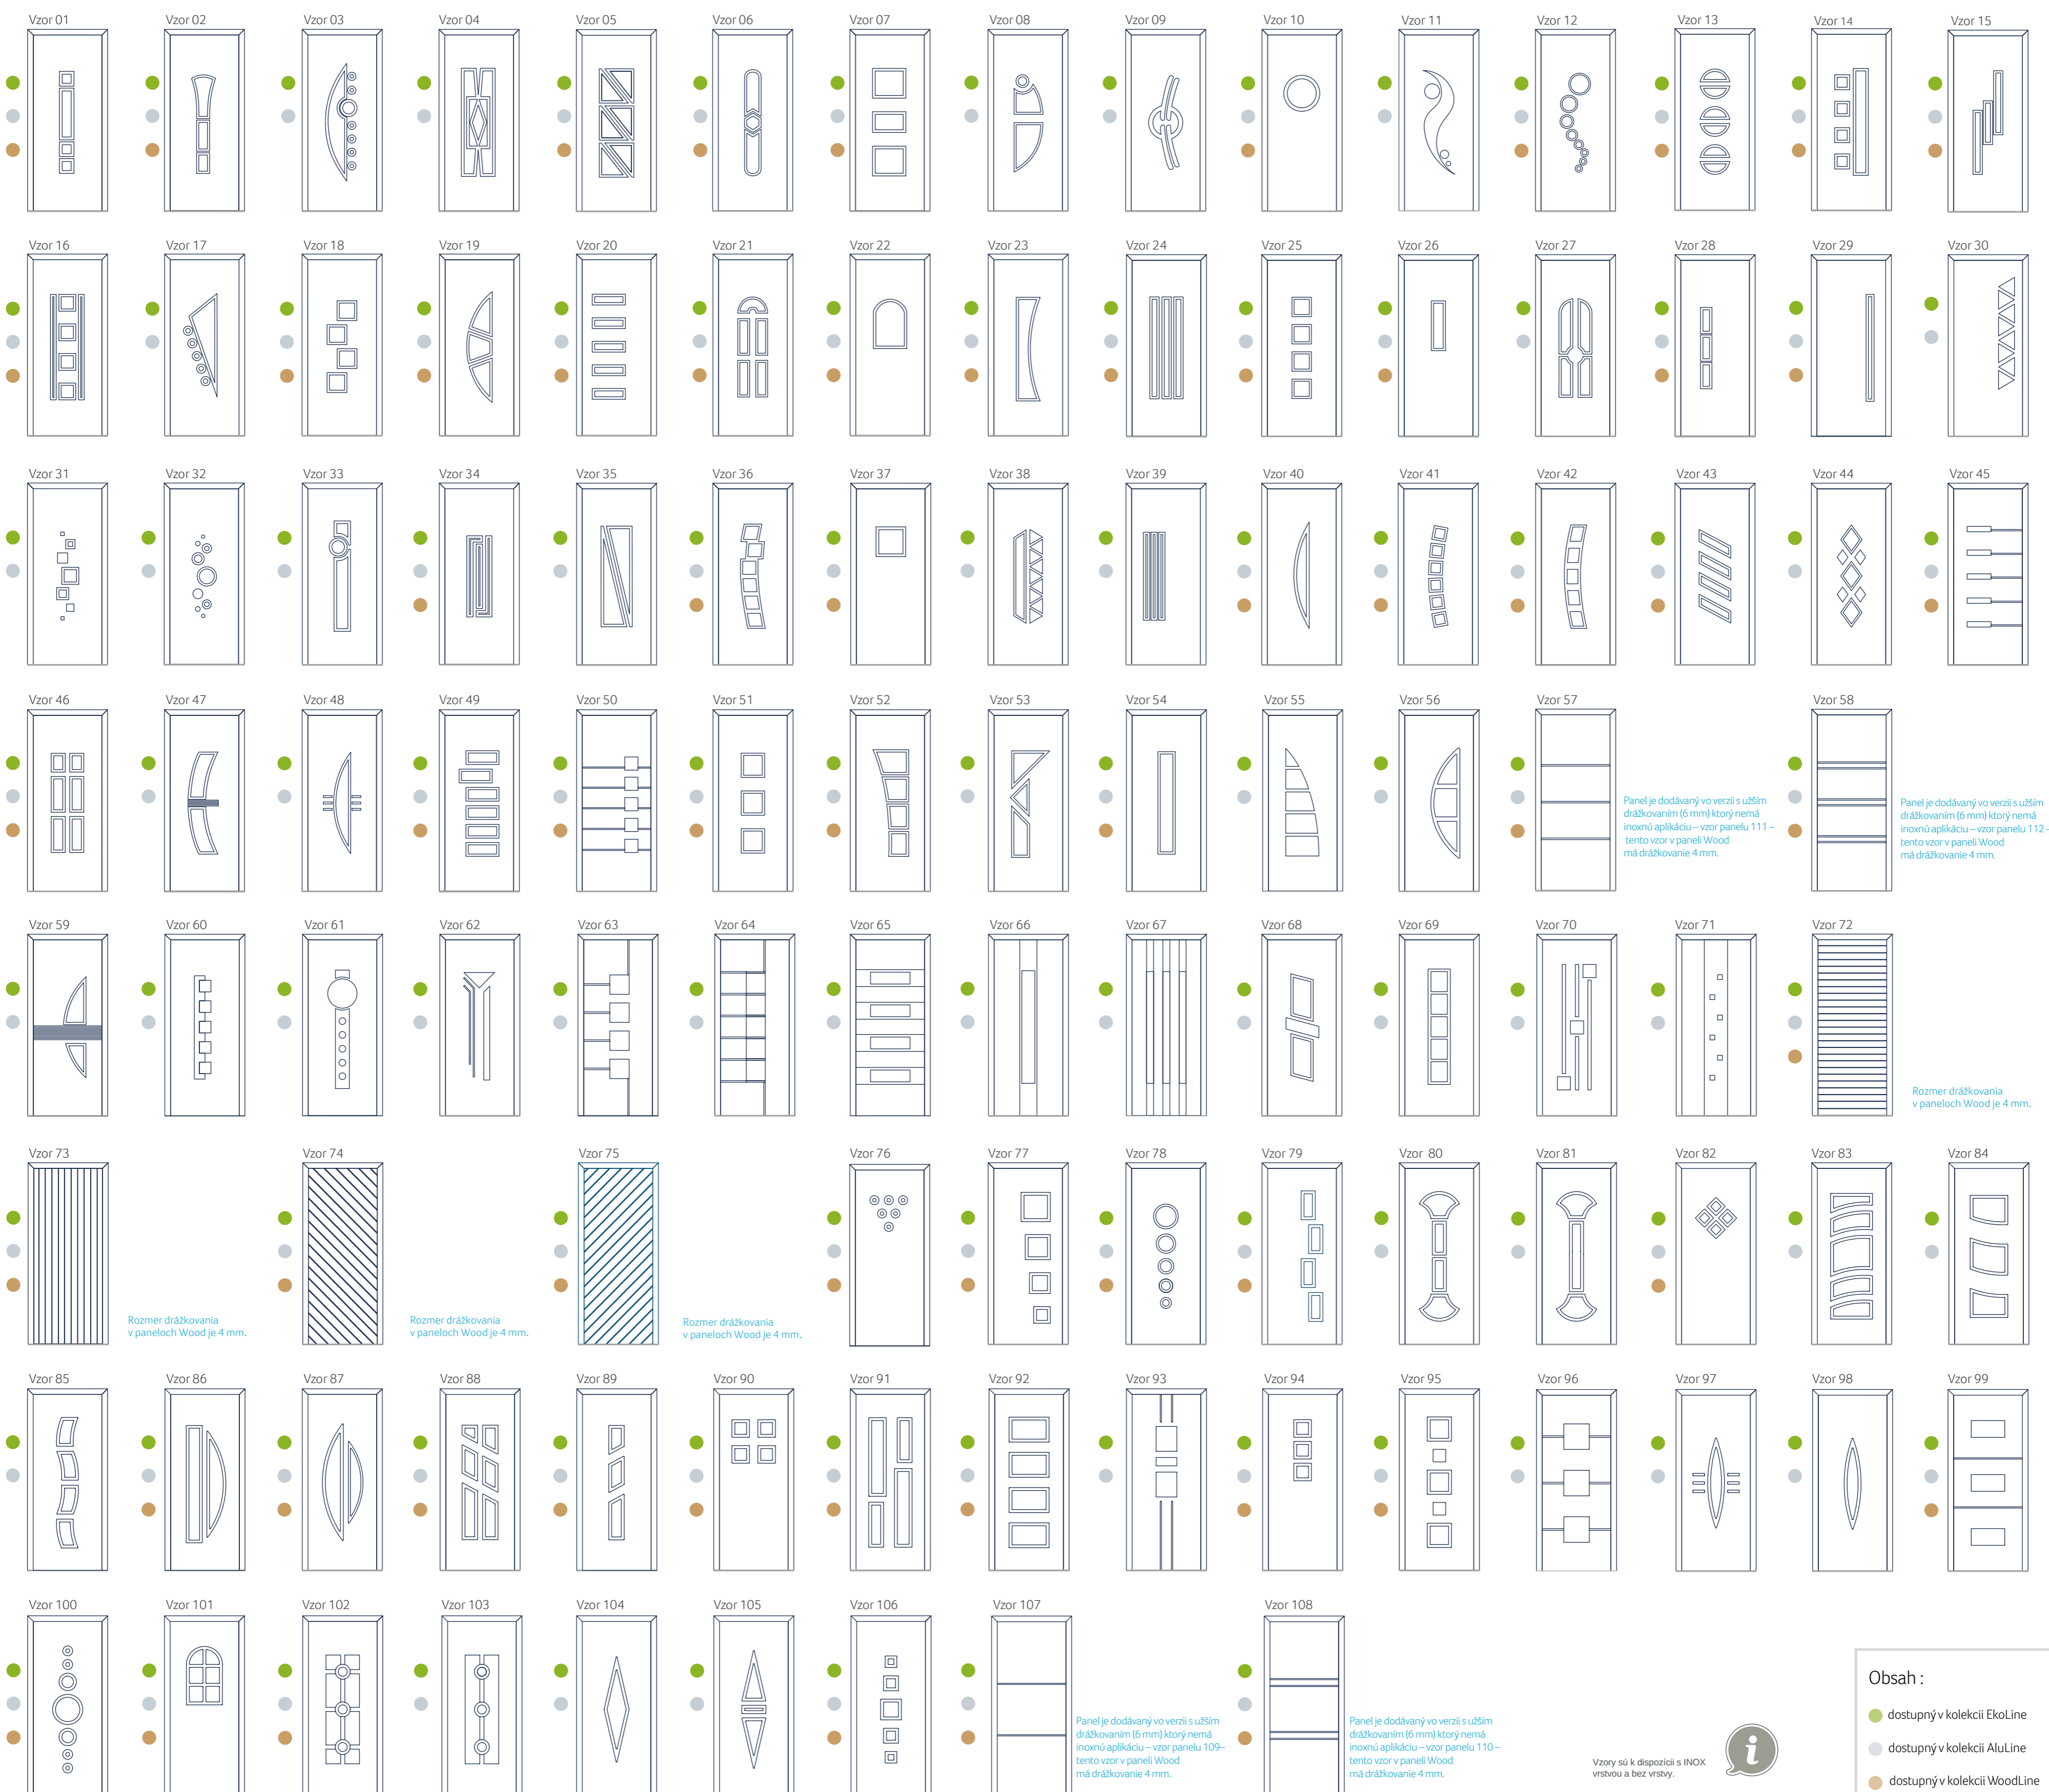 Vzor 01
Vzor 02
Vzor 03
Vzor 04
Vzor 05
Vzor 06
Vzor 07
Vzor 08
Vzor 09
Vzor 10
Vzor 11
Vzor 12
Vzor 13
Vzor 14
Vzor 15
Vzor 16
Vzor 17
Vzor 18
Vzor 19
Vzor 20
Vzor 21
Vzor 22
Vzor 23
Vzor 24
Vzor 25
Vzor 26
Vzor 27
Vzor 28
Vzor 29
Vzor 30
Vzor 31
Vzor 32
Vzor 33
Vzor 34
Vzor 35
Vzor 36
Vzor 37
Vzor 38
Vzor 39
Vzor 40
Vzor 41
Vzor 42
Vzor 43
Vzor 44
Vzor 45
Vzor 46
Vzor 47
Vzor 48
Vzor 49
Vzor 50
Vzor 51
Vzor 52
Vzor 53
Vzor 54
Vzor 55
Vzor 56
Vzor 57
Panel je dodávaný vo verzii s užším
drážkovaním (6 mm) ktorý nemá
inoxnú aplikáciu – vzor panelu 111 –
tento vzor v paneli Wood
má drážkovanie 4 mm.
Vzor 58
Panel je dodávaný vo verzii s užším
drážkovaním (6 mm) ktorý nemá
inoxnú aplikáciu – vzor panelu 112 –
tento vzor v paneli Wood
má drážkovanie 4 mm.
Vzor 59
Vzor 60
Vzor 61
Vzor 62
Vzor 63
Vzor 64
Vzor 65
Vzor 66
Vzor 67
Vzor 68
Vzor 69
Vzor 70
Vzor 71
Vzor 72
Rozmer drážkovania
v paneloch Wood je 4 mm.
Vzor 73
Rozmer drážkovania
v paneloch Wood je 4 mm.
Vzor 74
Rozmer drážkovania
v paneloch Wood je 4 mm.
Vzor 75
Rozmer drážkovania
v paneloch Wood je 4 mm.
Vzor 76
Vzor 77
Vzor 78
Vzor 79
Vzor 80
Vzor 81
Vzor 82
Vzor 83
Vzor 84
Vzor 85
Vzor 86
Vzor 87
Vzor 88
Vzor 89
Vzor 90
Vzor 91
Vzor 92
Vzor 93
Vzor 94
Vzor 95
Vzor 96
Vzor 97
Vzor 98
Vzor 99
Vzor 100
Vzor 101
Vzor 102
Vzor 103
Vzor 104
Vzor 105
Vzor 106
Vzor 107
Panel je dodávaný vo verzii s užším
drážkovaním (6 mm) ktorý nemá
inoxnú aplikáciu – vzor panelu 109–
tento vzor v paneli Wood
má drážkovanie 4 mm.
Vzor 108
Panel je dodávaný vo verzii s užším
drážkovaním (6 mm) ktorý nemá
inoxnú aplikáciu – vzor panelu 110 –
tento vzor v paneli Wood
má drážkovanie 4 mm.
Vzory sú k dispozícii s INOX
vrstvou a bez vrstvy.
i
Obsah :
dostupný v kolekcii EkoLine
dostupný v kolekcii AluLine
dostupný v kolekcii WoodLine